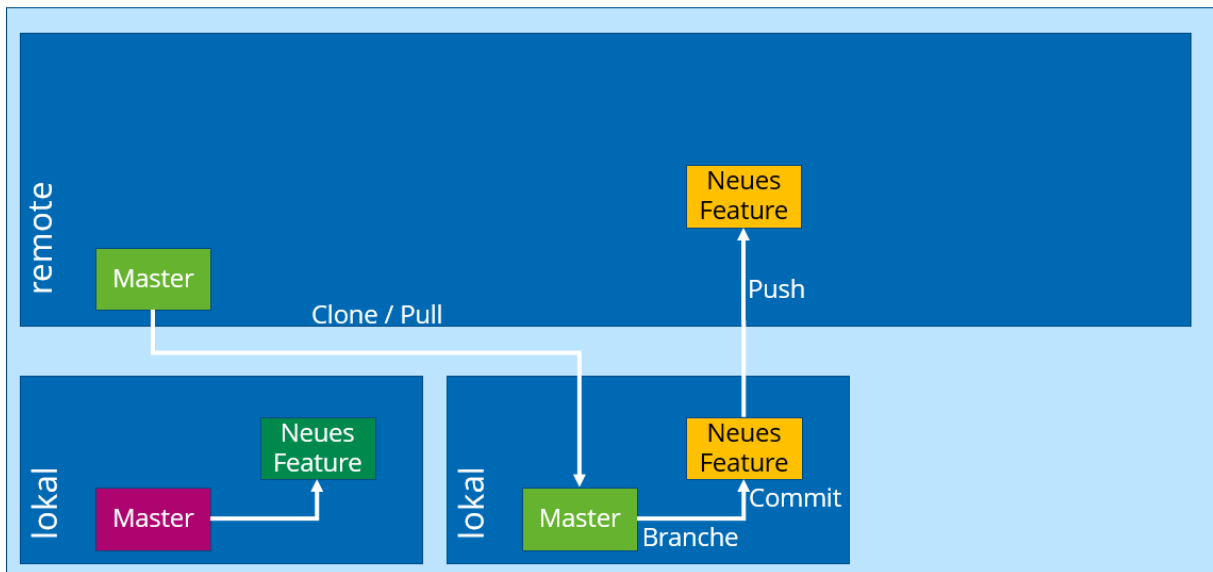 remote
Neues
Feature
Master
Push
Clone / Pull
lokal
Neues
Feature
Master
lokal
Neues
Feature
Commit
Master
Branche